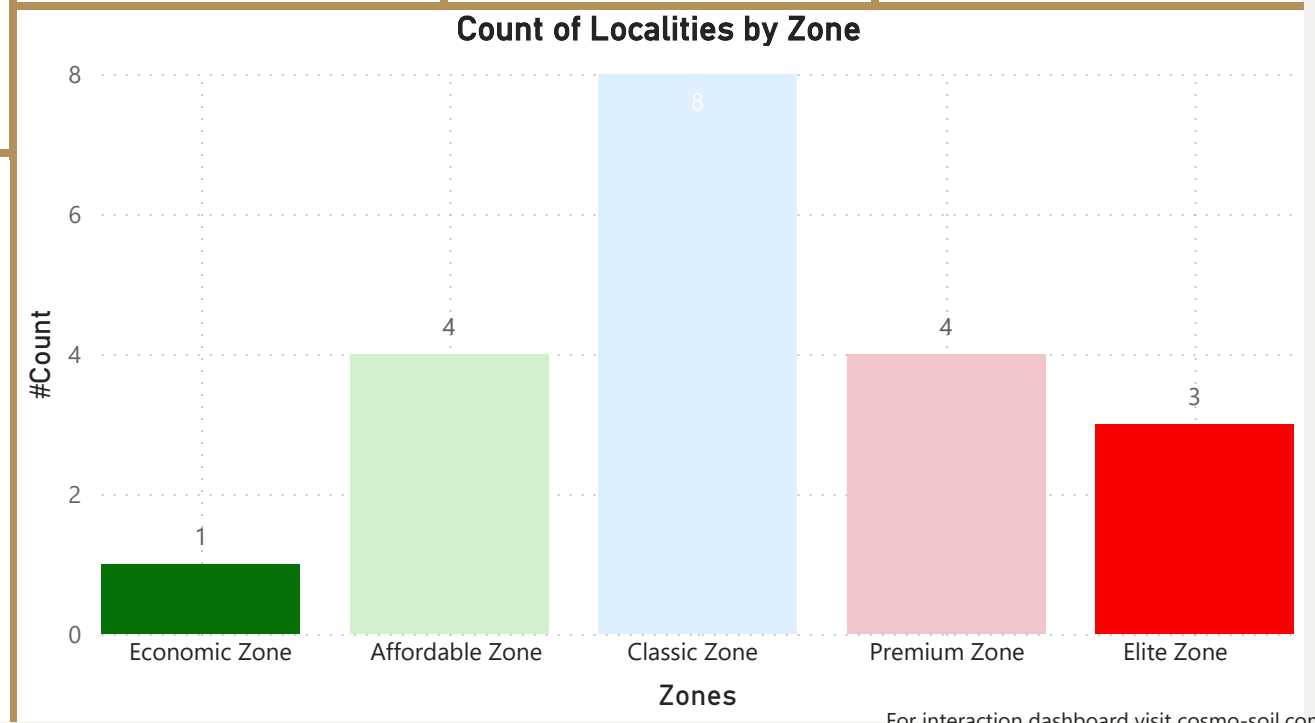 Count of Localities by Zone
8
8
6
4
4
#Count
4
3
2
1
0
Economic Zone
Affordable Zone
Classic Zone
Premium Zone
Elite Zone
Zones
For interaction dashboard visit cosmo-soil.com